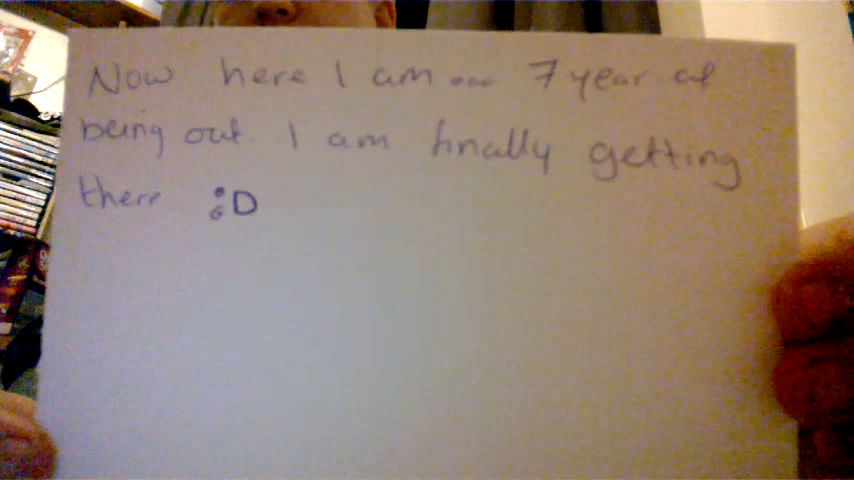 Now here I am... 7 year of
being out. I am finally getting
there :D